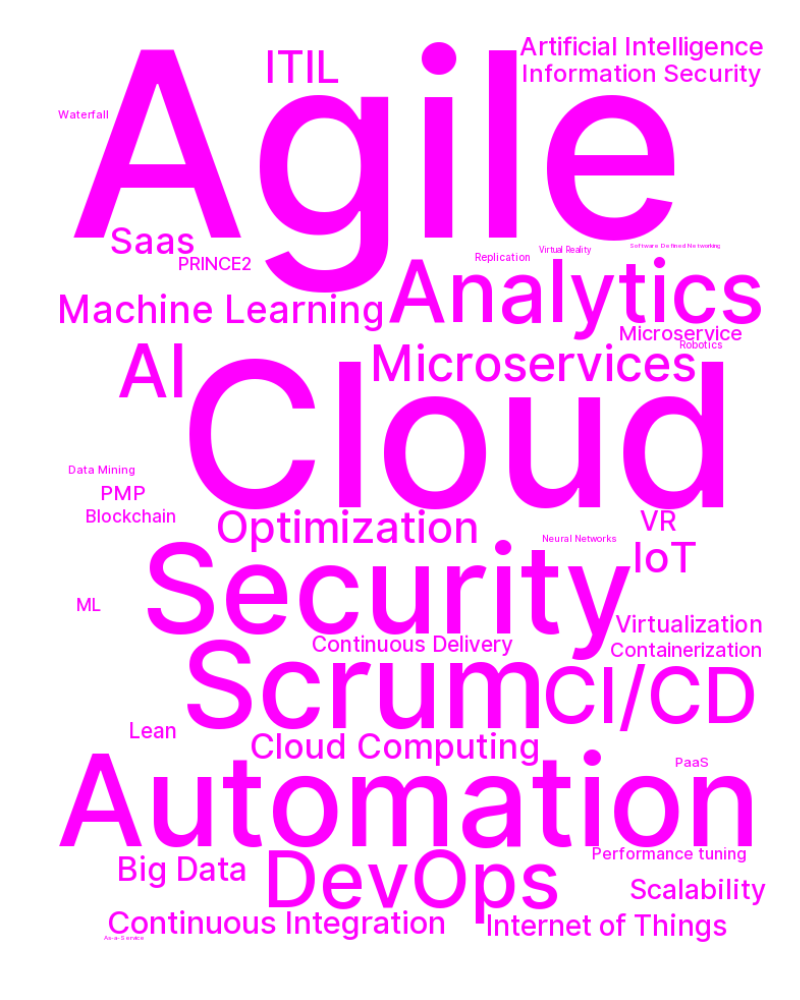 Artificial Intelligence
ITIL
Information Security
Agile
Waterfall
Saas
Software Defined Networking
Virtual Reality
Replication
PRINCE2
Analytics
Machine Learning
Microservice
Robotics
AI
Microservices
Cloud
Data Mining
PMP
Blockchain
VR
Optimization
Neural Networks
IoT
Security
ML
Virtualization
Continuous Delivery
Containerization
Scrum
CI/CD
Lean
Cloud Computing
PaaS
Automation
Performance tuning
Big Data
DevOps
Scalability
Continuous Integration
Internet of Things
As-a-Service